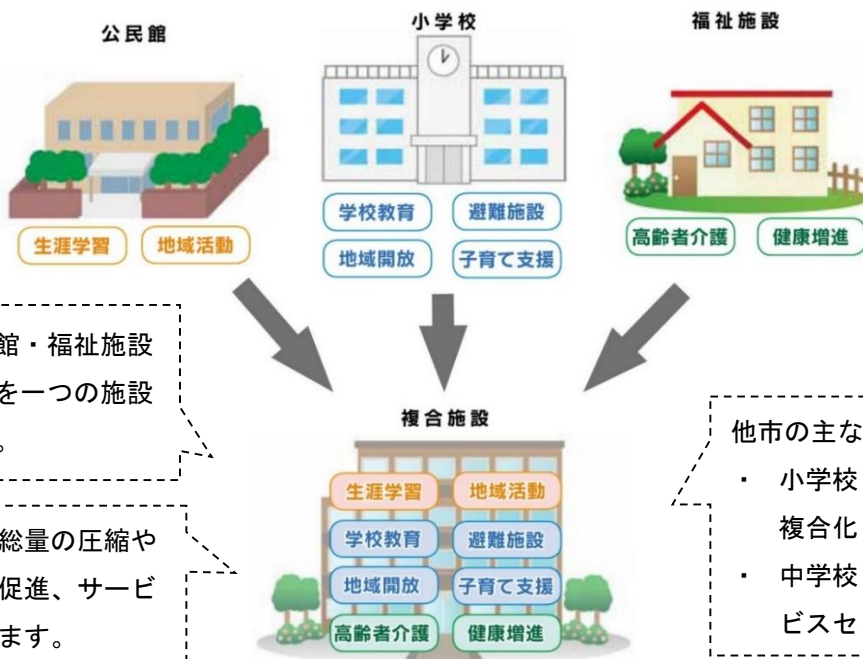 公民館
小学校
福祉施設
生涯学習
地域活動
学校教育
避難施設
地域開放
子育て支援
高齢者介護
健康増進
館・福祉施設
を一つの施設
。
総量の圧縮や
促進、サービ
ます。
複合施設
生涯学習
地域活動
学校教育
避難施設
地域開放
子育て支援
高齢者介護
健康増進
他市の主な
・ 小学校
複合化
・ 中学校
ビスセ